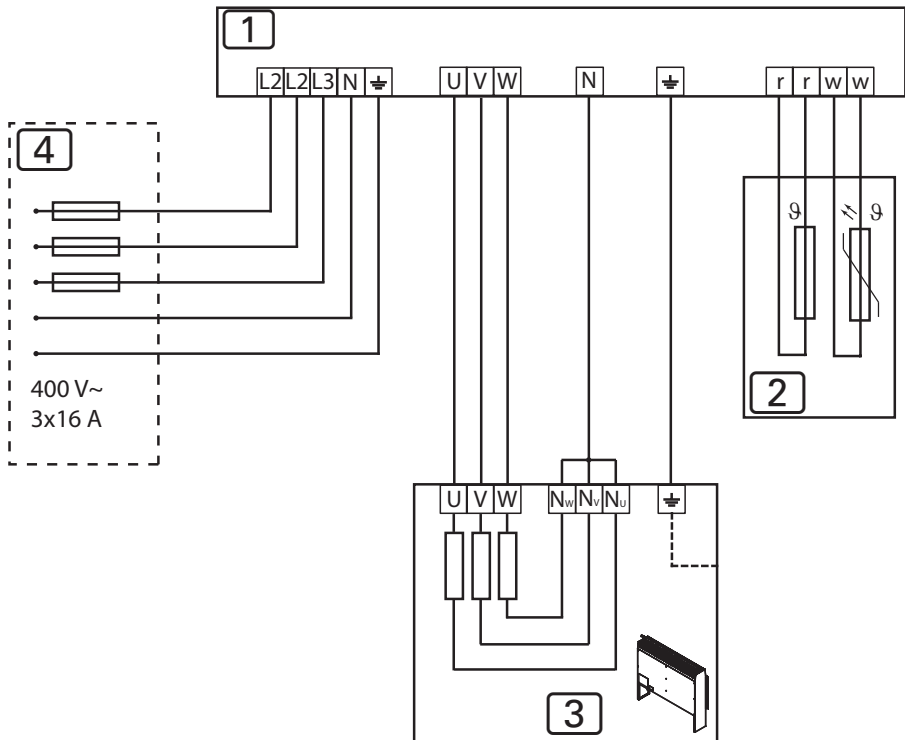 1
L2 L2 L3 N ⏚ U V W N ⏚ r r w w
4
2
ϑ ϑ
400 V~
3x16 A
U V W Nw Nv Nu ⏚
3